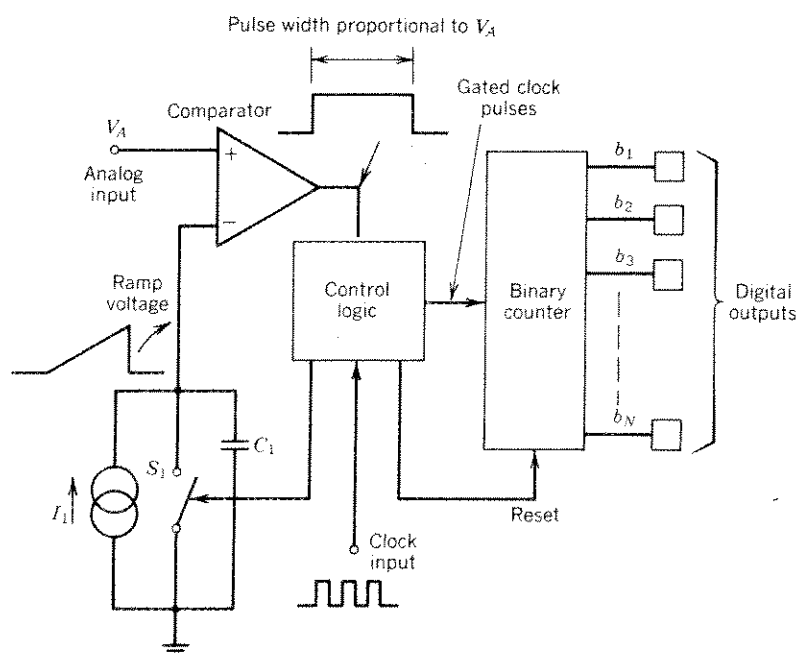 Pulse width proportional to V_A
Gated clock
pulses
Comparator
V_A
Analog
input
+
−
b_1
b_2
b_3
b_N
Ramp
voltage
Control
logic
Binary
counter
Digital
outputs
S_1
C_1
I_1
Reset
Clock
input